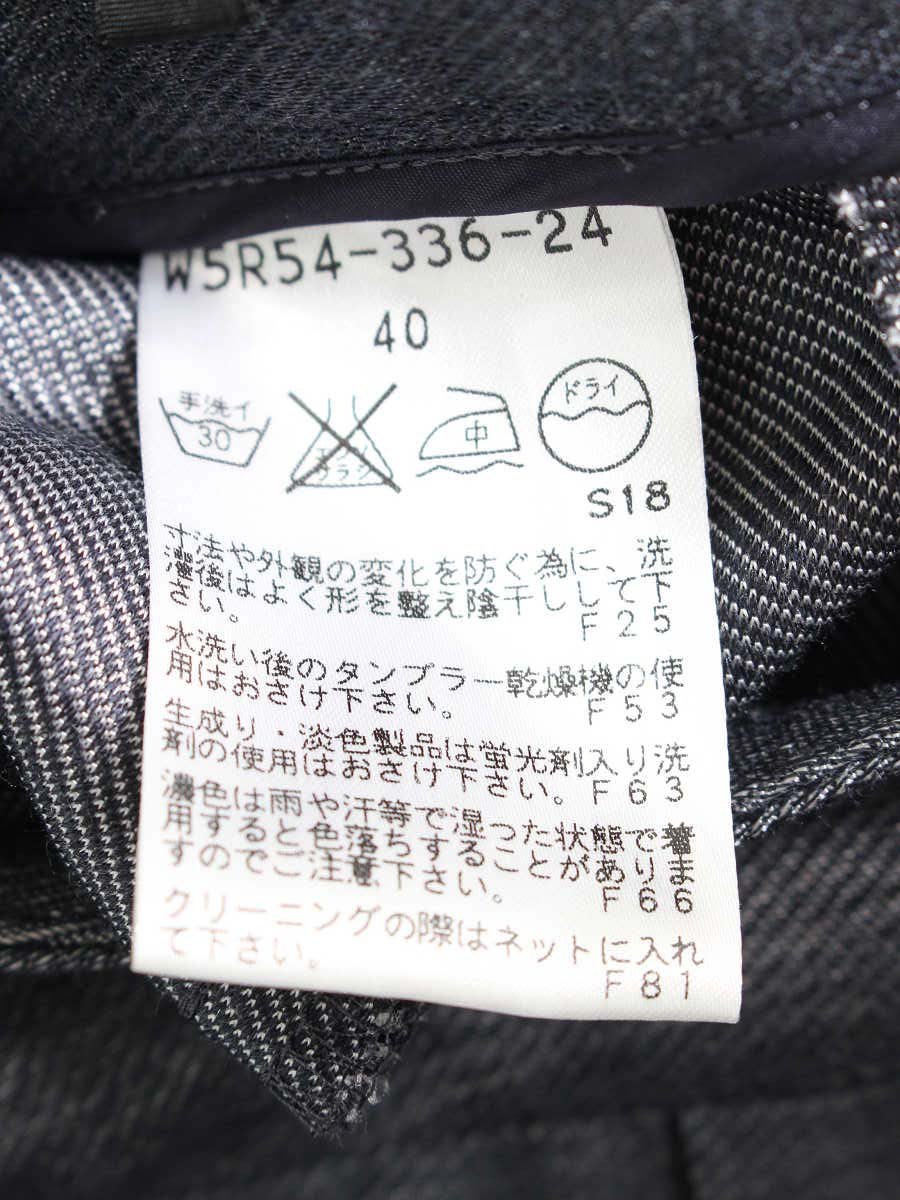 W5R54-336-24
40
手洗イ
30
エンソ
サラシ
中
ドライ
S18
寸法や外観の変化を防ぐ為に、洗
濯後はよく形を整え陰干しして下
さい。 F25
水洗い後のタンブラー乾燥機の使
用はおさけ下さい。 F53
生成り・淡色製品は蛍光剤入り洗
剤の使用はおさけ下さい。F63
濃色は雨や汗等で湿った状態で着
用すると色落ちすることがありま
すのでご注意下さい。 F66
クリーニングの際はネットに入れ
て下さい。 F81